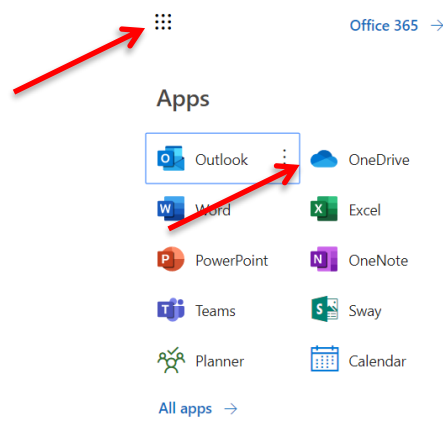 Office 365 →
Apps
Outlook OneDrive
Word Excel
PowerPoint OneNote
Teams Sway
Planner Calendar
All apps →